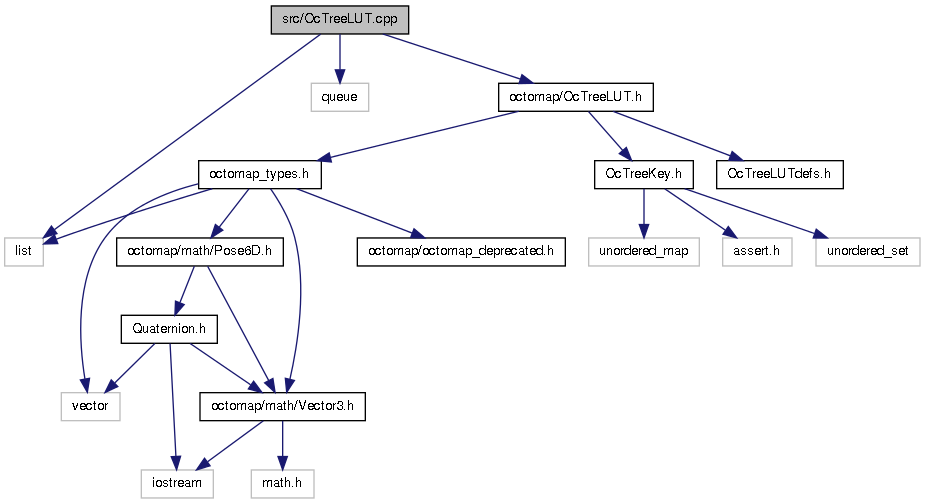 src/OcTreeLUT.cpp
queue
octomap/OcTreeLUT.h
octomap_types.h
OcTreeKey.h
OcTreeLUTdefs.h
list
octomap/math/Pose6D.h
octomap/octomap_deprecated.h
unordered_map
assert.h
unordered_set
Quaternion.h
vector
octomap/math/Vector3.h
iostream
math.h